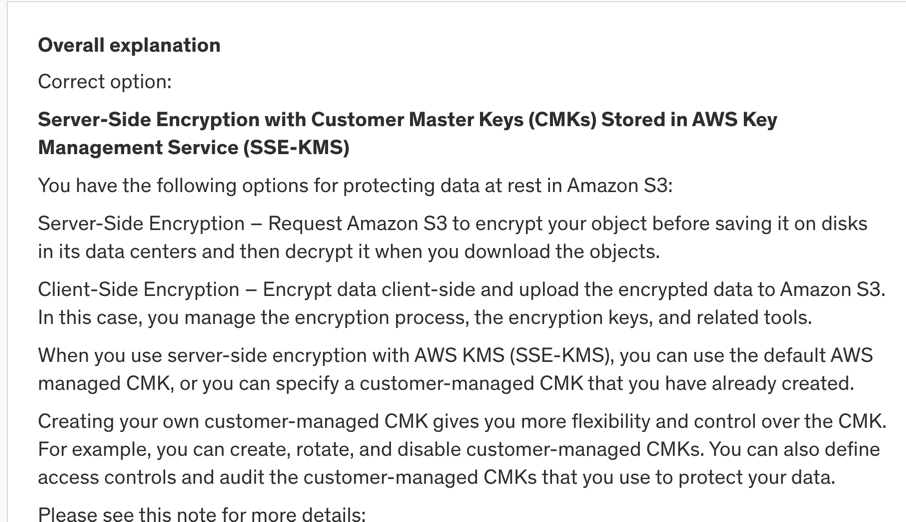 Overall explanation
Correct option:
Server-Side Encryption with Customer Master Keys (CMKs) Stored in AWS Key
Management Service (SSE-KMS)
You have the following options for protecting data at rest in Amazon S3:
Server-Side Encryption – Request Amazon S3 to encrypt your object before saving it on disks
in its data centers and then decrypt it when you download the objects.
Client-Side Encryption – Encrypt data client-side and upload the encrypted data to Amazon S3.
In this case, you manage the encryption process, the encryption keys, and related tools.
When you use server-side encryption with AWS KMS (SSE-KMS), you can use the default AWS
managed CMK, or you can specify a customer-managed CMK that you have already created.
Creating your own customer-managed CMK gives you more flexibility and control over the CMK.
For example, you can create, rotate, and disable customer-managed CMKs. You can also define
access controls and audit the customer-managed CMKs that you use to protect your data.
Please see this note for more details: